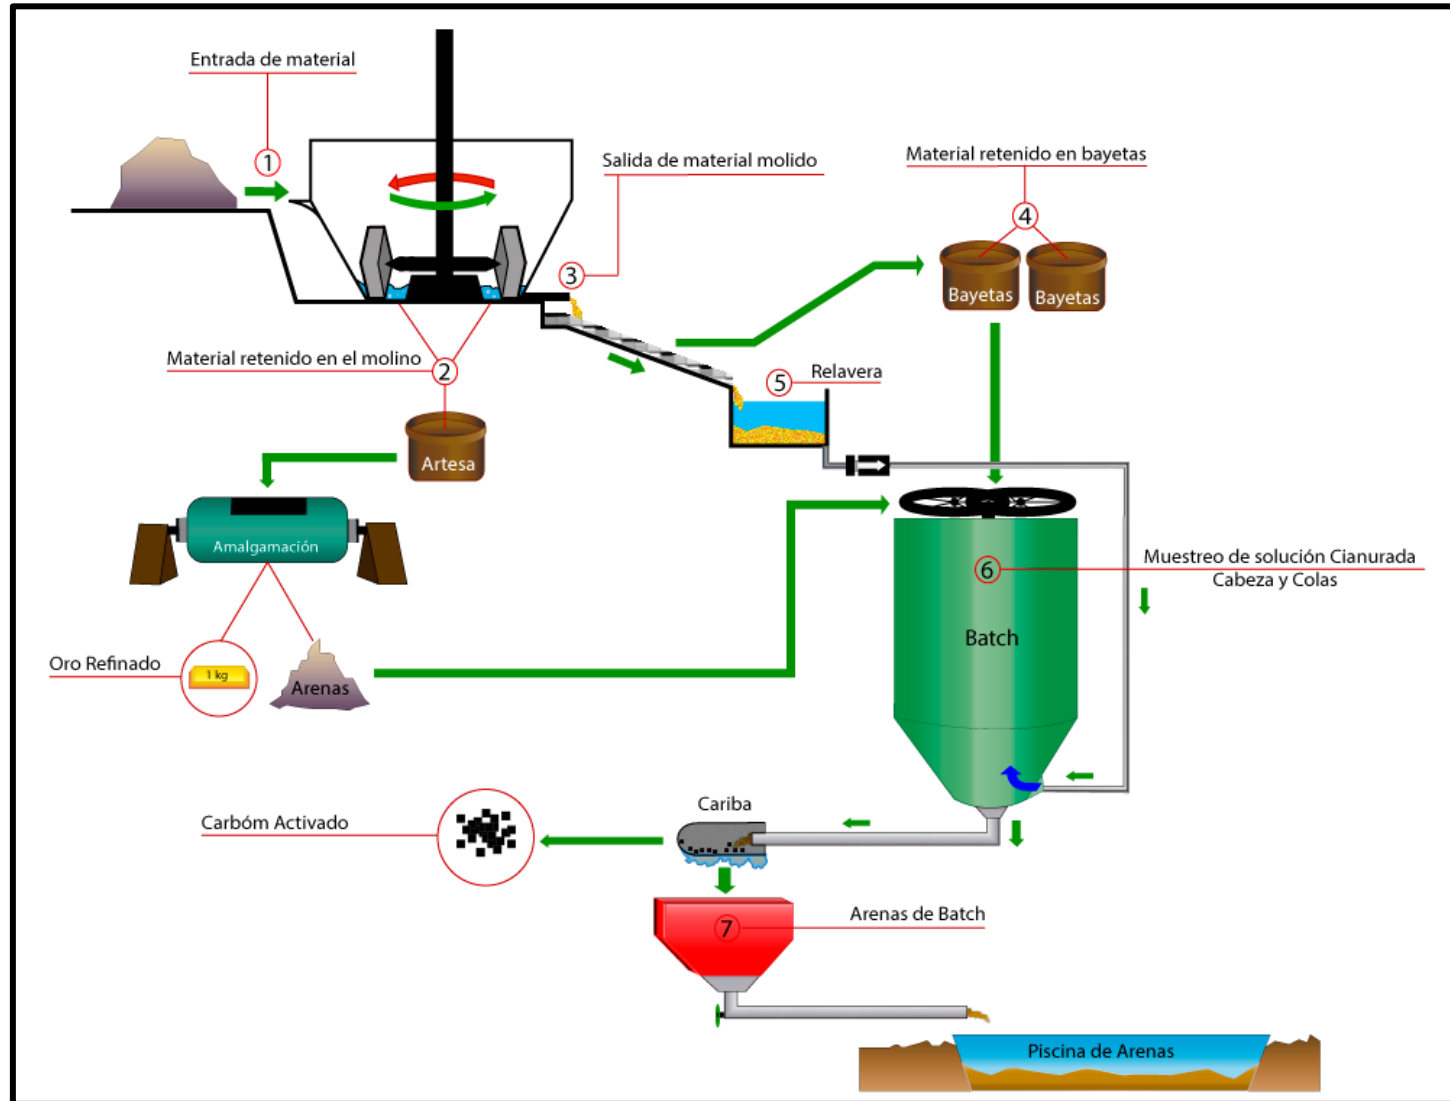 Entrada de material
1
Salida de material molido
3
Material retenido en bayetas
4
Bayetas
Bayetas
Material retenido en el molino
2
Artesa
5
Relavera
Amalgamación
Oro Refinado
1 kg
Arenas
6
Muestreo de solución Cianurada
Cabeza y Colas
Batch
Cariba
Carbóm Activado
7
Arenas de Batch
Piscina de Arenas